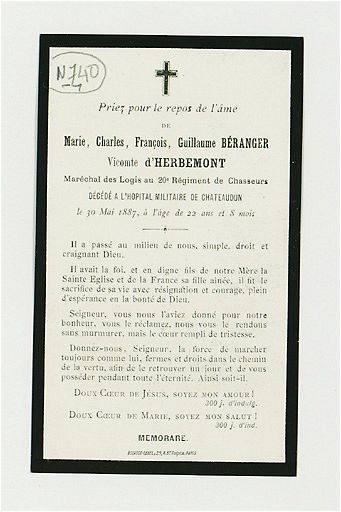 N 740
4
Priez pour le repos de l'âme
DE
Marie, Charles, François, Guillaume BÉRANGER
Vicomte d'HERBEMONT
Maréchal des Logis au 20e Régiment de Chasseurs
DÉCÉDÉ A L'HOPITAL MILITAIRE DE CHATEAUDUN
le 30 Mai 1887, à l'âge de 22 ans et 8 mois
Il a passé au milieu de nous, simple, droit et
craignant Dieu.
Il avait la foi, et en digne fils de notre Mère la
Sainte Eglise et de la France sa fille aînée, il fit le
sacrifice de sa vie avec résignation et courage, plein
d'espérance en la bonté de Dieu.
Seigneur, vous nous l'aviez donné pour notre
bonheur, vous le réclamez, nous vous le rendons
sans murmurer, mais le cœur rempli de tristesse.
Donnez-nous, Seigneur, la force de marcher
toujours comme lui, fermes et droits dans le chemin
de la vertu, afin de le retrouver un jour et de vous
posséder pendant toute l'éternité. Ainsi soit-il.
DOUX CŒUR DE JÉSUS, SOYEZ MON AMOUR !
300 j. d'indulg.
DOUX CŒUR DE MARIE, SOYEZ MON SALUT !
300 j. d'ind.
MEMORARE.
PARIS